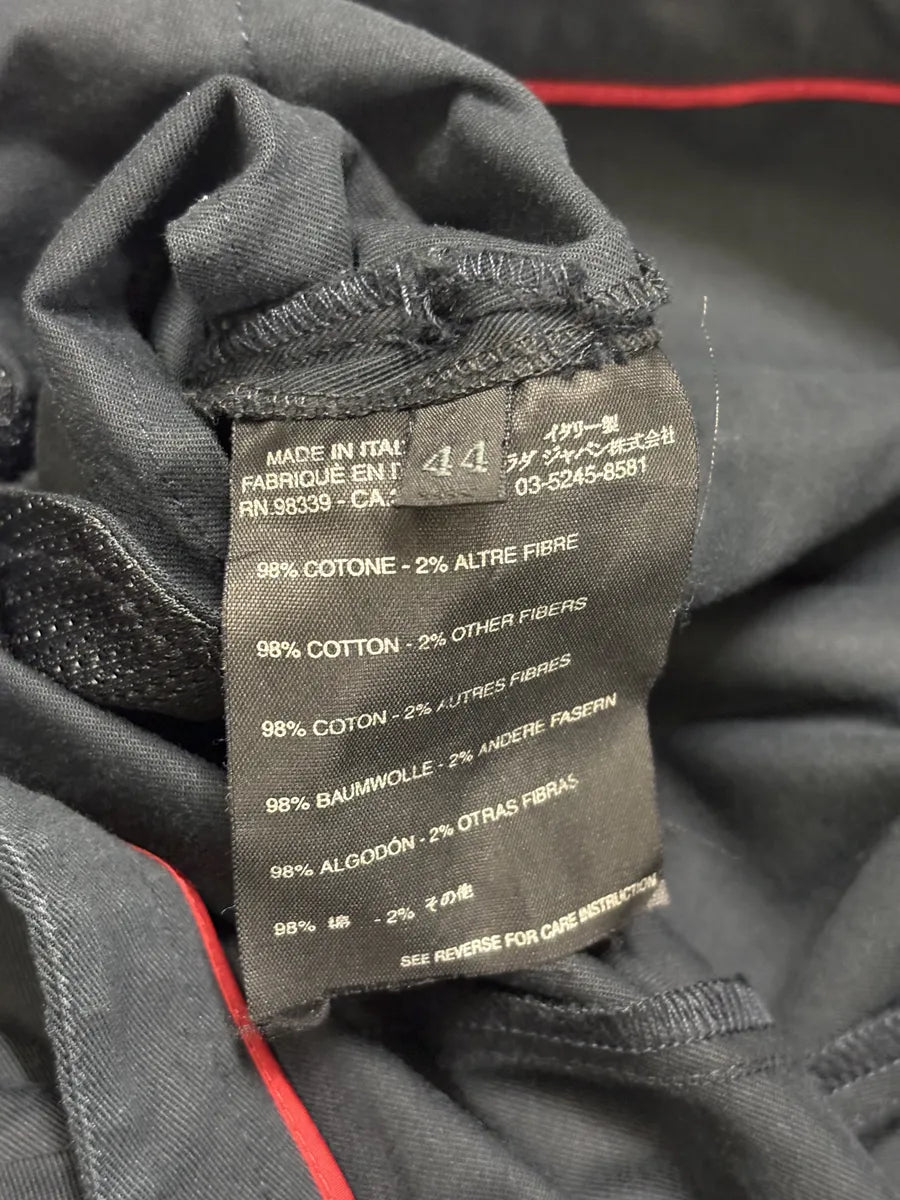 MADE IN ITAL
FABRIQUÉ EN I
RN.98339 - CA:
44
イタリー製
ラダ ジャパン株式会社
03-5245-8581
98% COTONE - 2% ALTRE FIBRE
98% COTTON - 2% OTHER FIBERS
98% COTON - 2% AUTRES FIBRES
98% BAUMWOLLE - 2% ANDERE FASERN
98% ALGODÓN - 2% OTRAS FIBRAS
98% 綿 - 2% その他
SEE REVERSE FOR CARE INSTRUCTION